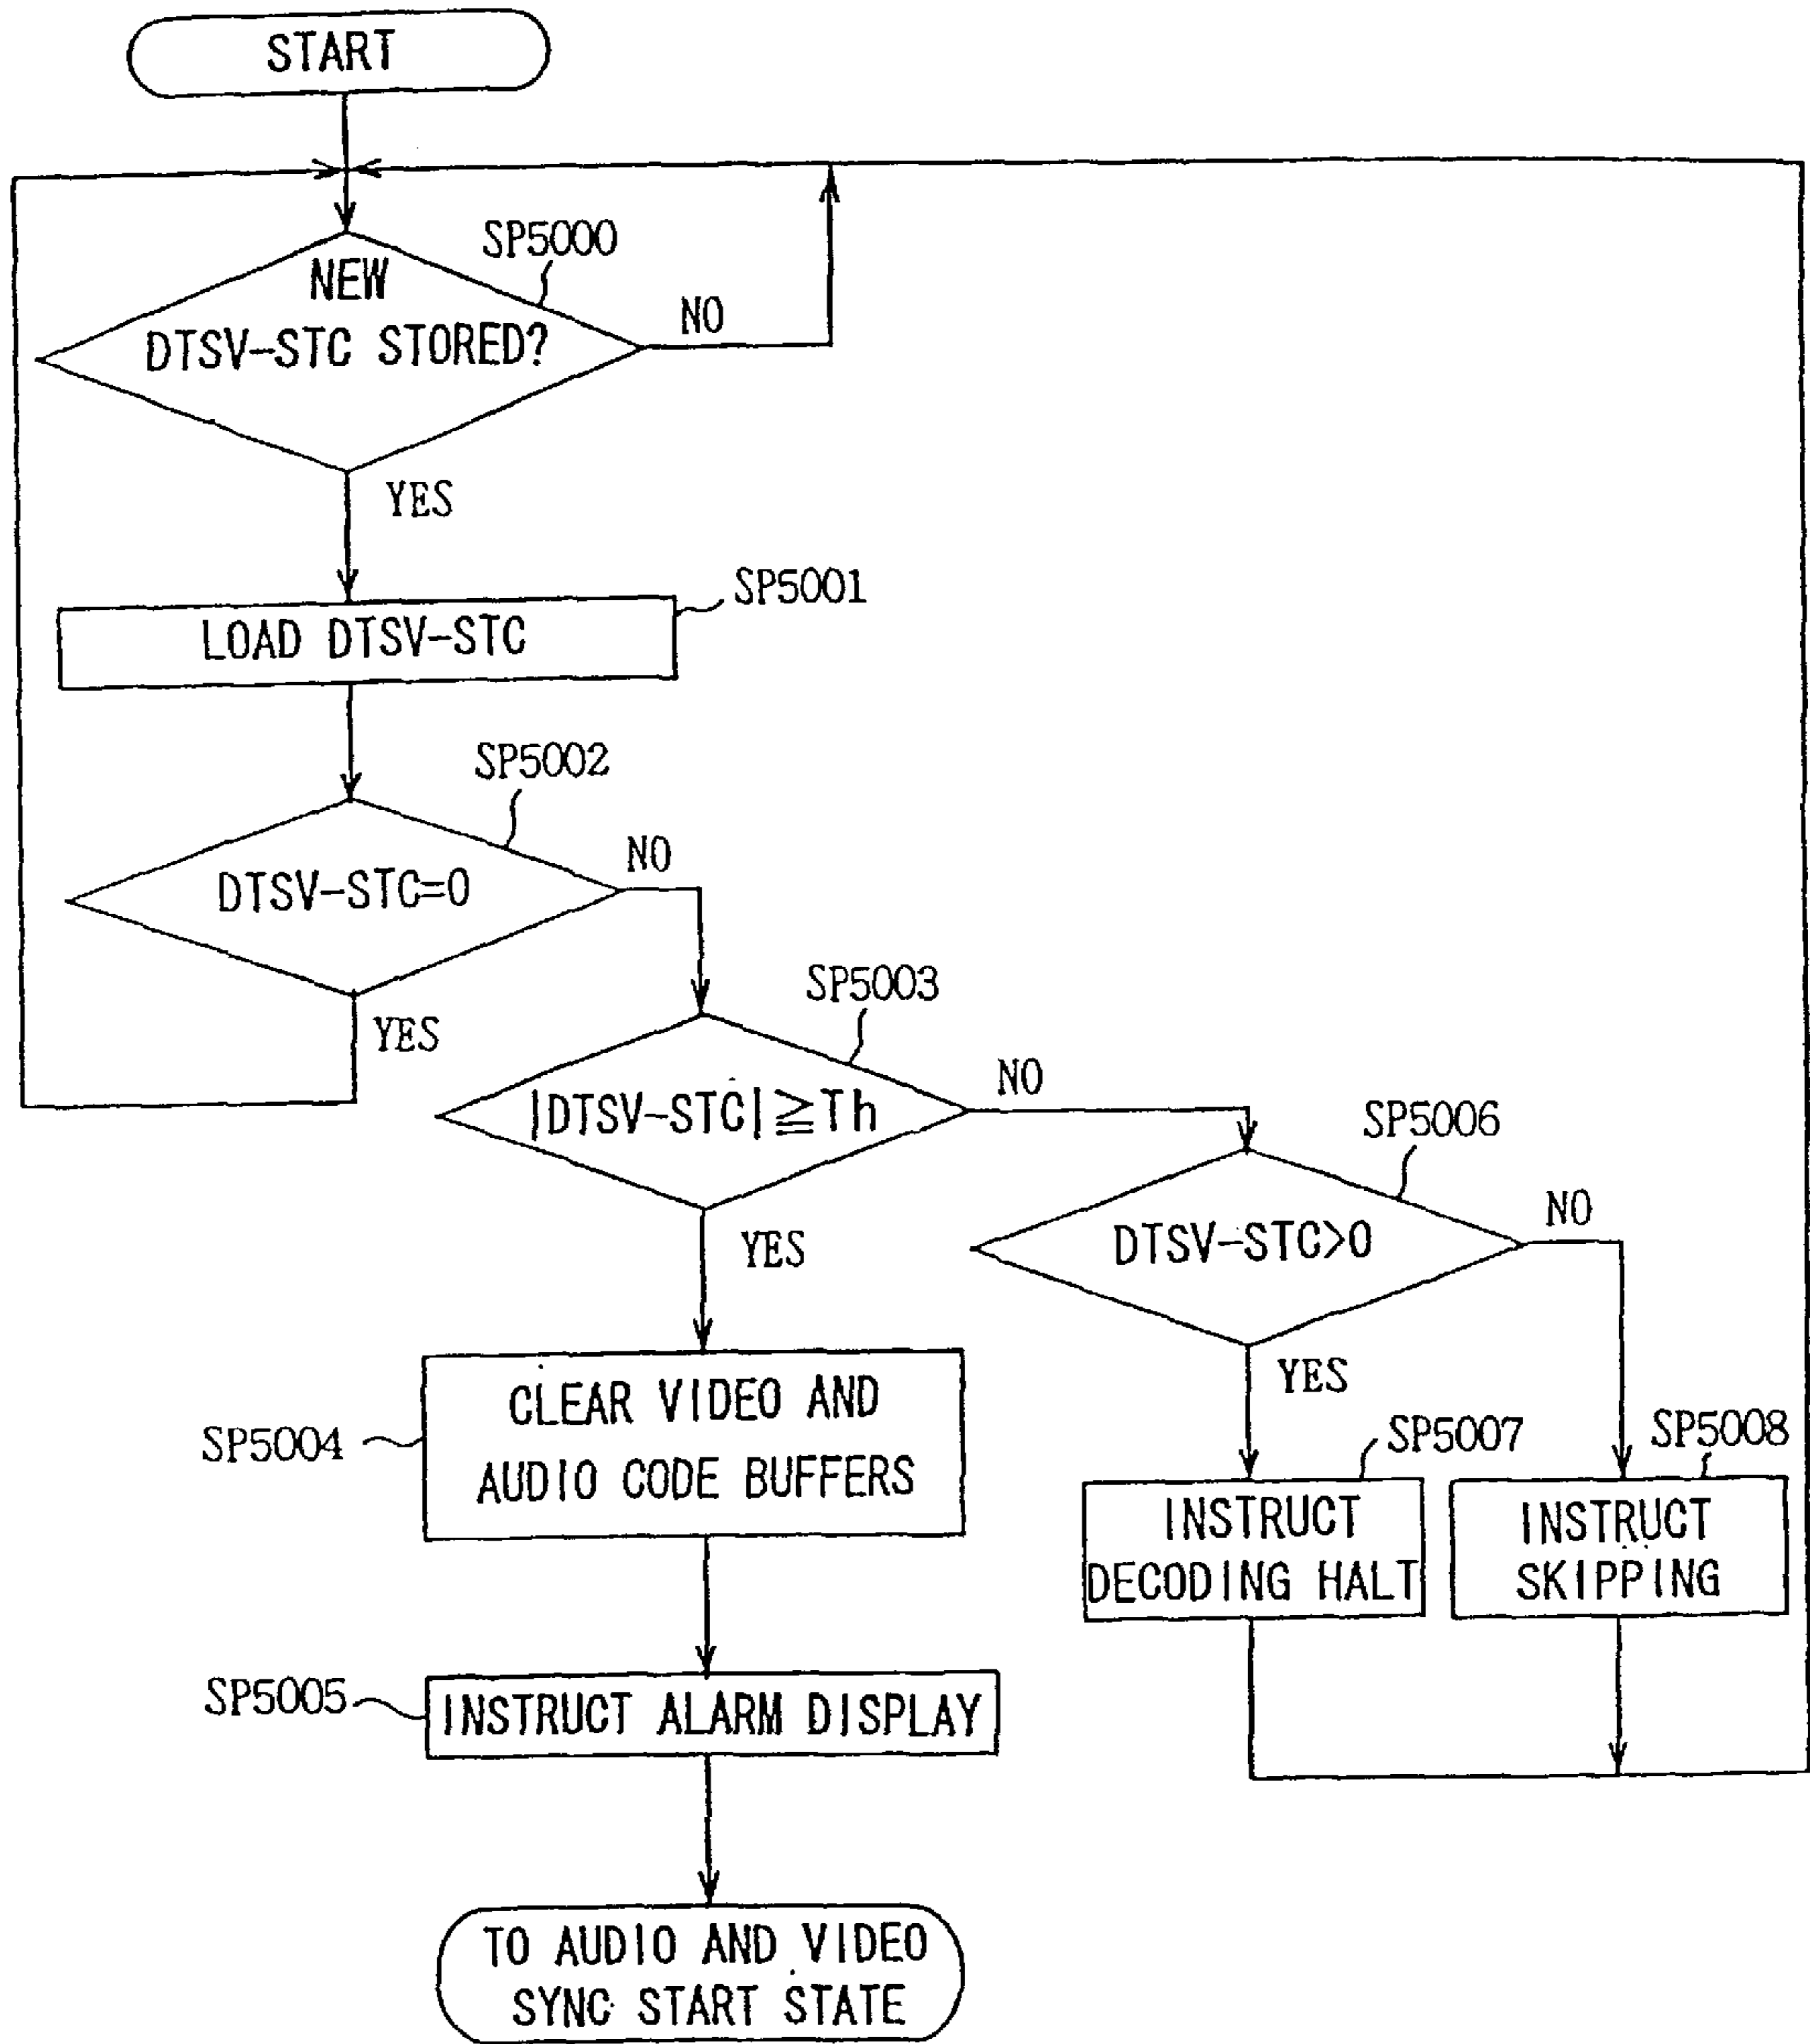 START
SP5000
NEW
DTSV-STC STORED?
NO
YES
SP5001
LOAD DTSV-STC
SP5002
DTSV-STC=0
NO
YES
SP5003
|DTSV-STC|≧Th
NO
YES
SP5006
DTSV-STC>0
NO
YES
SP5004
CLEAR VIDEO AND
AUDIO CODE BUFFERS
SP5007
INSTRUCT
DECODING HALT
SP5008
INSTRUCT
SKIPPING
SP5005
INSTRUCT ALARM DISPLAY
TO AUDIO AND VIDEO
SYNC START STATE